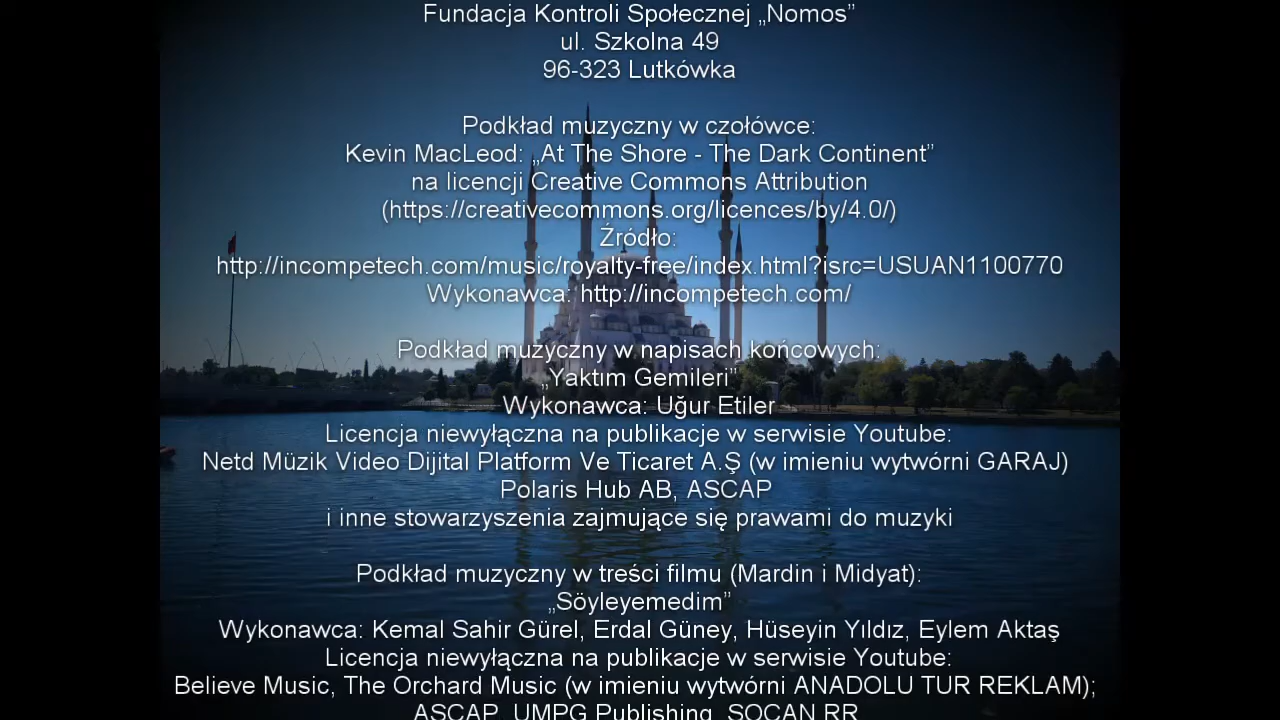 Fundacja Kontroli Społecznej „Nomos”
ul. Szkolna 49
96-323 Lutkówka
Podkład muzyczny w czołówce:
Kevin MacLeod: „At The Shore - The Dark Continent”
na licencji Creative Commons Attribution
(https://creativecommons.org/licences/by/4.0/)
Źródło:
http://incompetech.com/music/royalty-free/index.html?isrc=USUAN1100770
Wykonawca: http://incompetech.com/
Podkład muzyczny w napisach końcowych:
„Yaktım Gemileri”
Wykonawca: Uğur Etiler
Licencja niewyłączna na publikacje w serwisie Youtube:
Netd Müzik Video Dijital Platform Ve Ticaret A.Ş (w imieniu wytwórni GARAJ)
Polaris Hub AB, ASCAP
i inne stowarzyszenia zajmujące się prawami do muzyki
Podkład muzyczny w treści filmu (Mardin i Midyat):
„Söyleyemedim”
Wykonawca: Kemal Sahir Gürel, Erdal Güney, Hüseyin Yıldız, Eylem Aktaş
Licencja niewyłączna na publikacje w serwisie Youtube:
Believe Music, The Orchard Music (w imieniu wytwórni ANADOLU TUR REKLAM);
ASCAP, UMPG Publishing, SOCAN RR